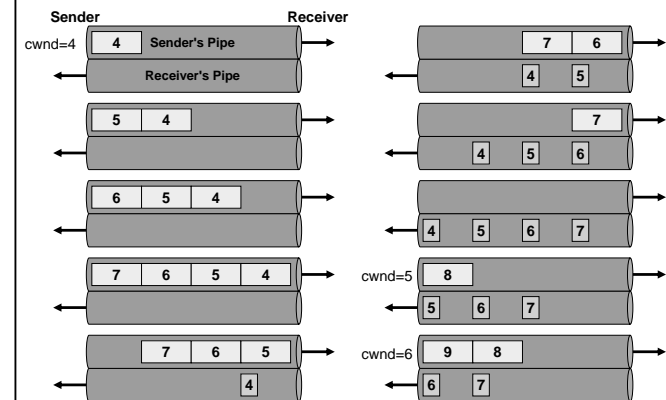 Sender Receiver
cwnd=4 4 Sender's Pipe
Receiver's Pipe
5 4
6 5 4
7 6 5 4
7 6 5
4
7 6
4 5
7
4 5 6
4 5 6 7
cwnd=5 8
5 6 7
cwnd=6 9 8
6 7